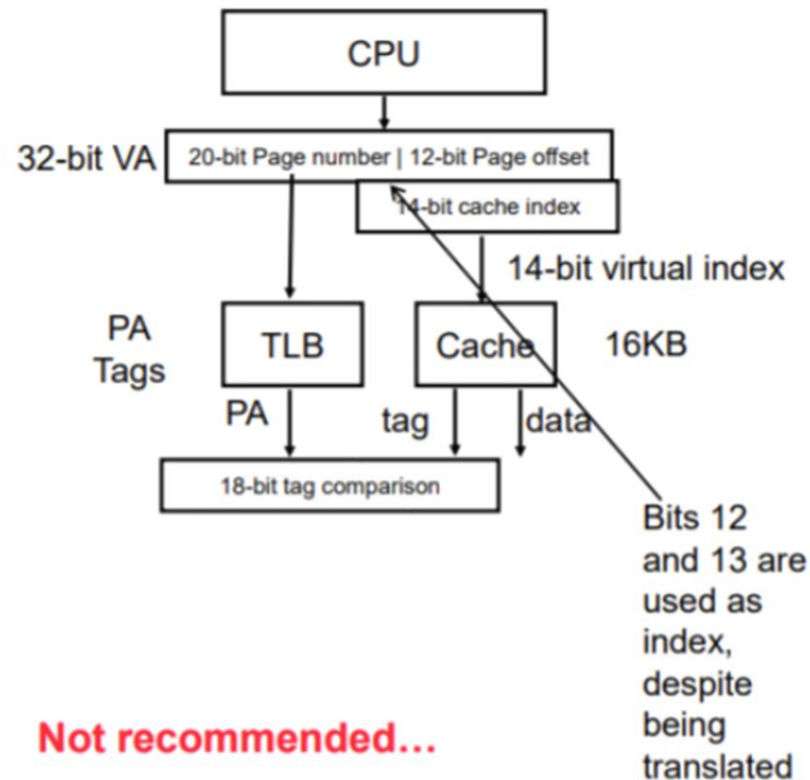 CPU
32-bit VA
20-bit Page number | 12-bit Page offset
14-bit cache index
14-bit virtual index
PA
Tags
TLB
Cache
16KB
PA
tag
data
18-bit tag comparison
Bits 12
and 13 are
used as
index,
despite
being
translated
Not recommended...